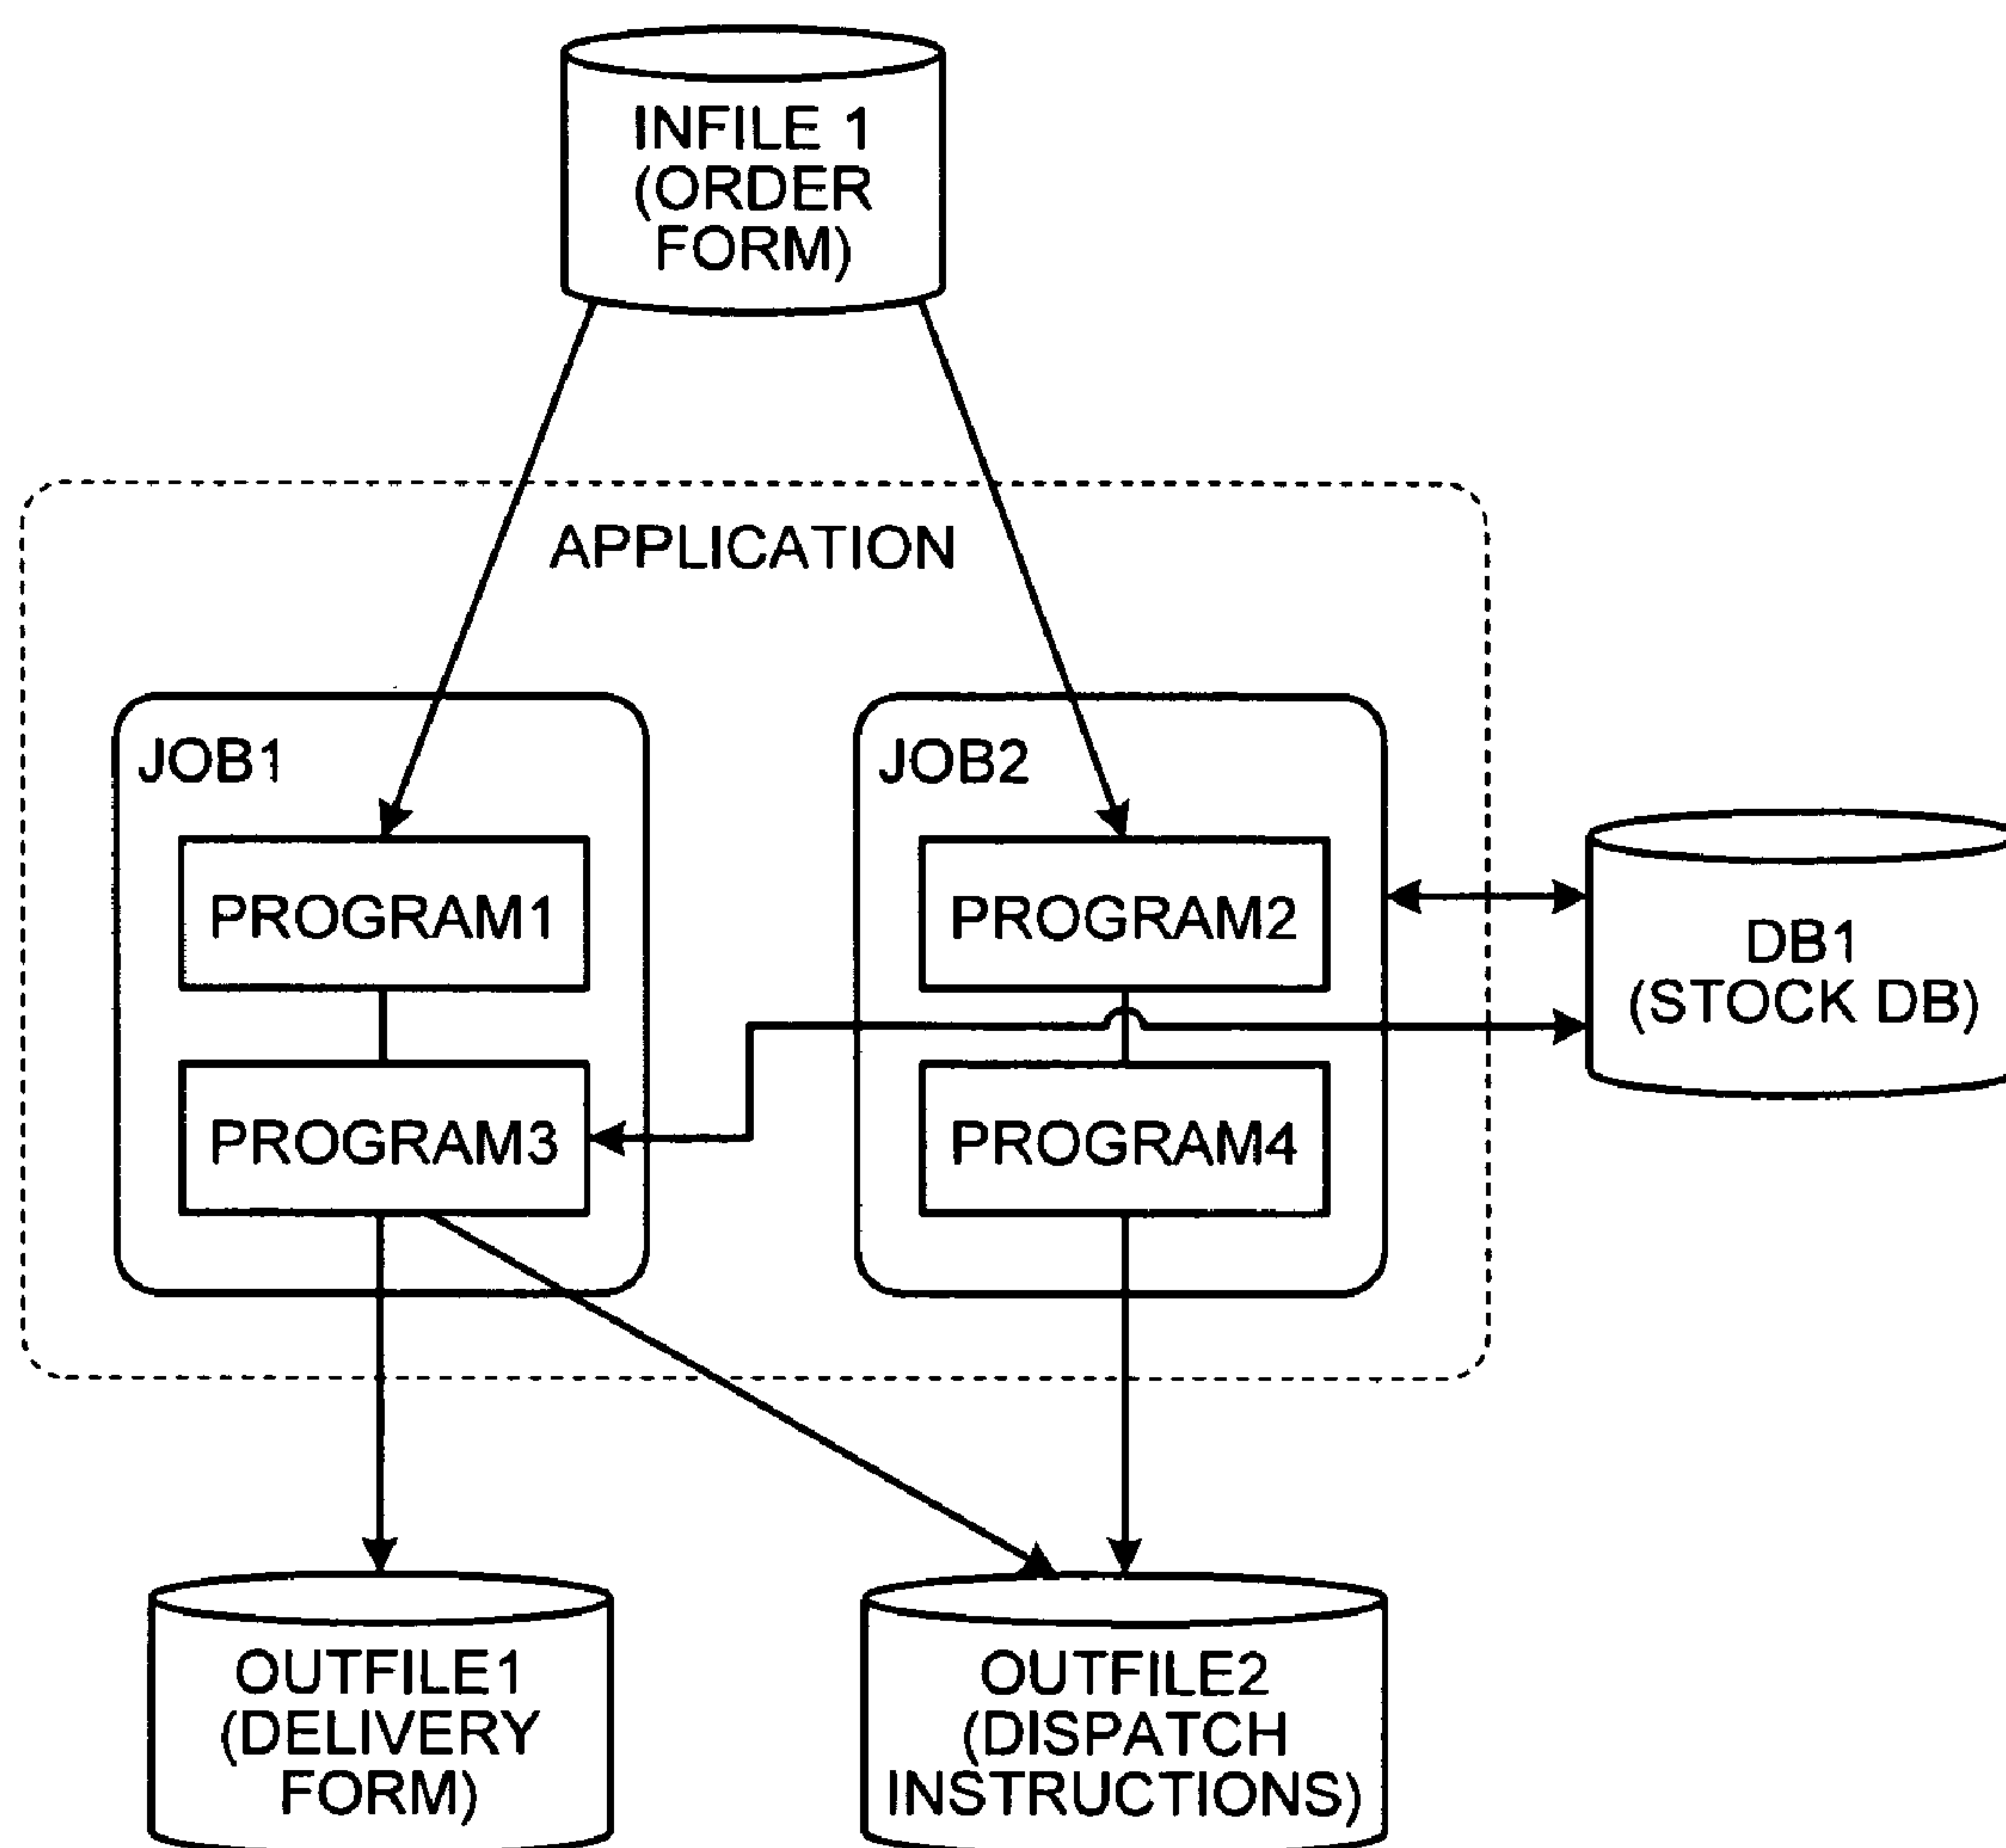 INFILE 1
(ORDER
FORM)
APPLICATION
JOB1
JOB2
PROGRAM1
PROGRAM2
DB1
(STOCK DB)
PROGRAM3
PROGRAM4
OUTFILE1
(DELIVERY
FORM)
OUTFILE2
(DISPATCH
INSTRUCTIONS)